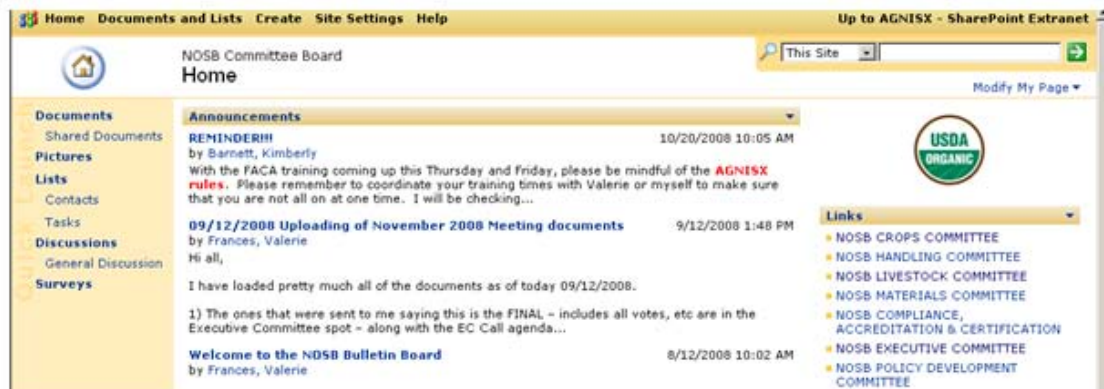 Home Documents and Lists Create Site Settings Help
Up to AGNISX - SharePoint Extranet
NOSB Committee Board
Home
This Site
Modify My Page
Quick Launch
Documents
Shared Documents
Pictures
Lists
Contacts
Tasks
Discussions
General Discussion
Surveys
Announcements
REMINDER!!! 10/20/2008 10:05 AM
by Barnett, Kimberly
With the FACA training coming up this Thursday and Friday, please be mindful of the AGNISX
rules. Please remember to coordinate your training times with Valerie or myself to make sure
that you are not all on at one time. I will be checking...
09/12/2008 Uploading of November 2008 Meeting documents 9/12/2008 1:48 PM
by Frances, Valerie
Hi all,
I have loaded pretty much all of the documents as of today 09/12/2008.
1) The ones that were sent to me saying this is the FINAL – includes all votes, etc are in the
Executive Committee spot – along with the EC Call agenda...
Welcome to the NOSB Bulletin Board 8/12/2008 10:02 AM
by Frances, Valerie
USDA
ORGANIC
Links
NOSB CROPS COMMITTEE
NOSB HANDLING COMMITTEE
NOSB LIVESTOCK COMMITTEE
NOSB MATERIALS COMMITTEE
NOSB COMPLIANCE,
ACCREDITATION & CERTIFICATION
NOSB EXECUTIVE COMMITTEE
NOSB POLICY DEVELOPMENT
COMMITTEE